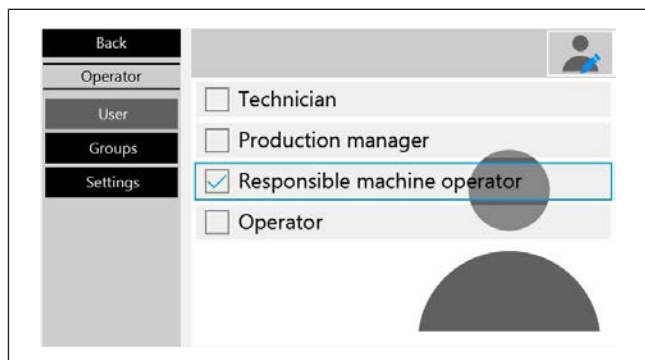 Back
Operator
User
Groups
Settings
Technician
Production manager
Responsible machine operator
Operator